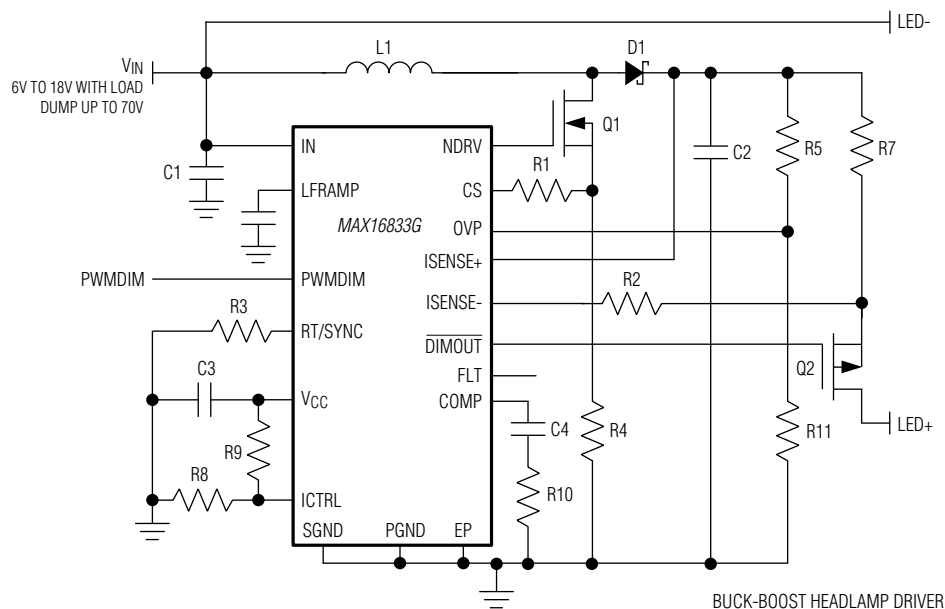 LED-
VIN
6V TO 18V WITH LOAD
DUMP UP TO 70V
L1
D1
Q1
C1
IN
NDRV
R1
C2
R5
R7
LFRAMP
CS
MAX16833G
OVP
ISENSE+
PWMDIM
PWMDIM
ISENSE-
R2
R3
RT/SYNC
DIMOUT
Q2
FLT
C3
VCC
COMP
LED+
C4
R4
R11
R9
R8
R10
ICTRL
SGND
PGND
EP
BUCK-BOOST HEADLAMP DRIVER